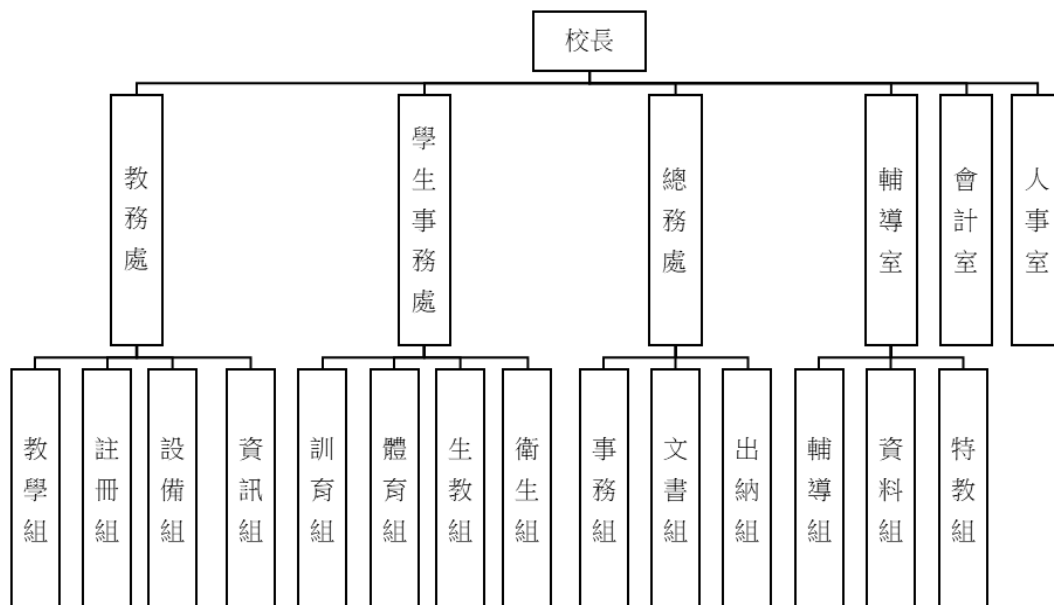 校長
教務處
學生事務處
總務處
輔導室
會計室
人事室
教學組
註冊組
設備組
資訊組
訓育組
體育組
生教組
衛生組
事務組
文書組
出納組
輔導組
資料組
特教組